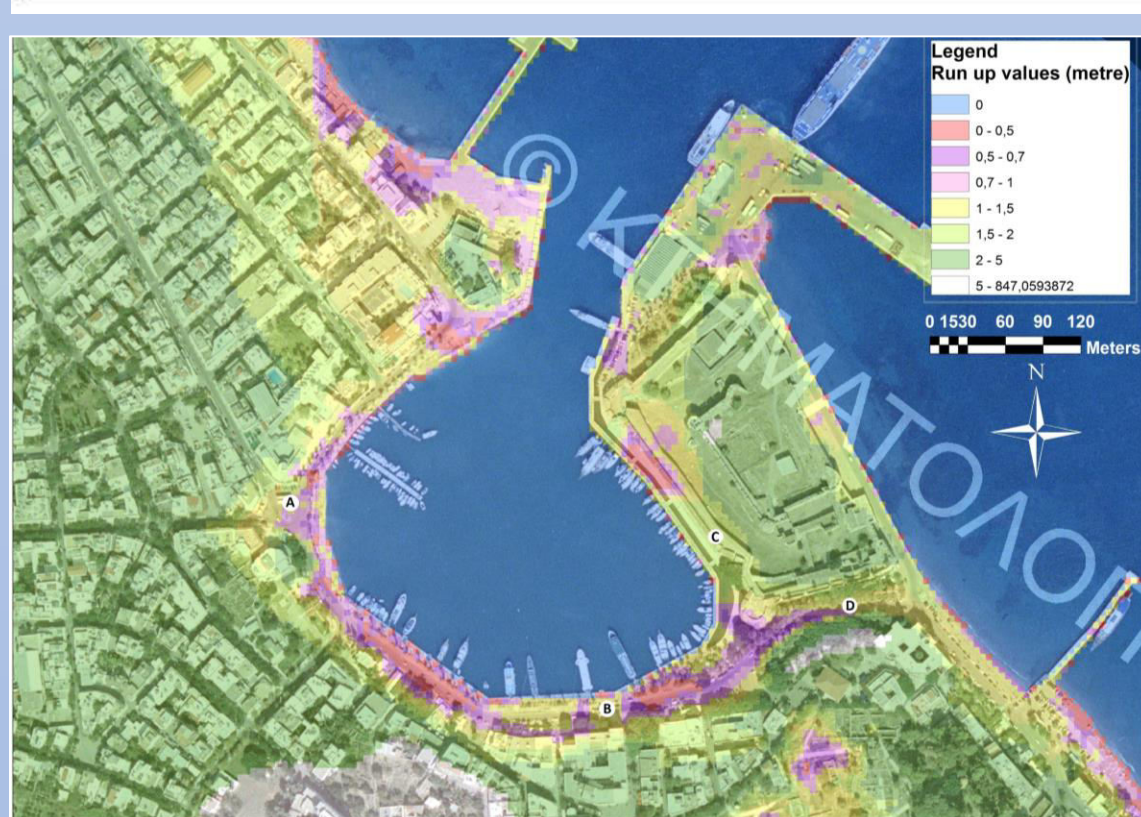 Legend
Run up values (metre)
0
0 - 0,5
0,5 - 0,7
0,7 - 1
1 - 1,5
1,5 - 2
2 - 5
5 - 847,0593872
0 1530 60 90 120
Meters
N
A
B
C
D